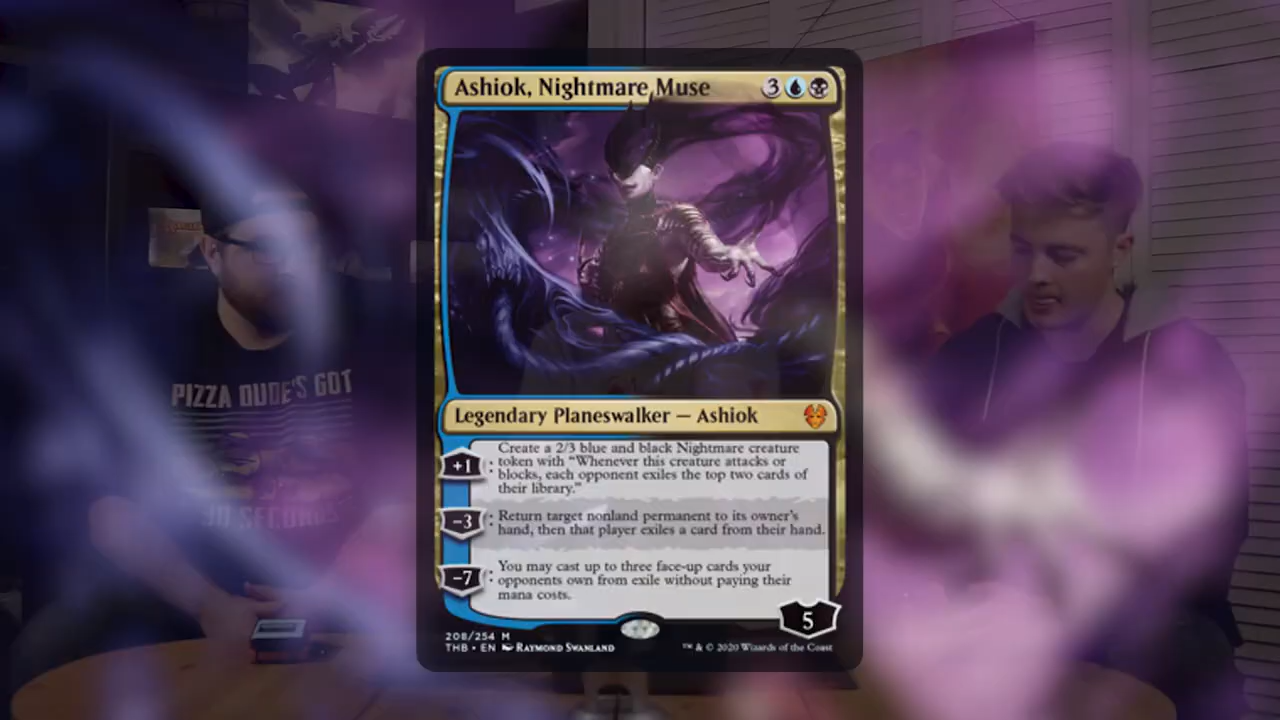 Ashiok, Nightmare Muse 3
PIZZA DUDE'S GOT
30 SECONDS
Legendary Planeswalker — Ashiok
+1: Create a 2/3 blue and black Nightmare creature
token with “Whenever this creature attacks or
blocks, each opponent exiles the top two cards of
their library.”
−3: Return target nonland permanent to its owner's
hand, then that player exiles a card from their hand.
−7: You may cast up to three face-up cards your
opponents own from exile without paying their
mana costs.
5
208/254 M
THB • EN RAYMOND SWANLAND
™ & © 2020 Wizards of the Coast